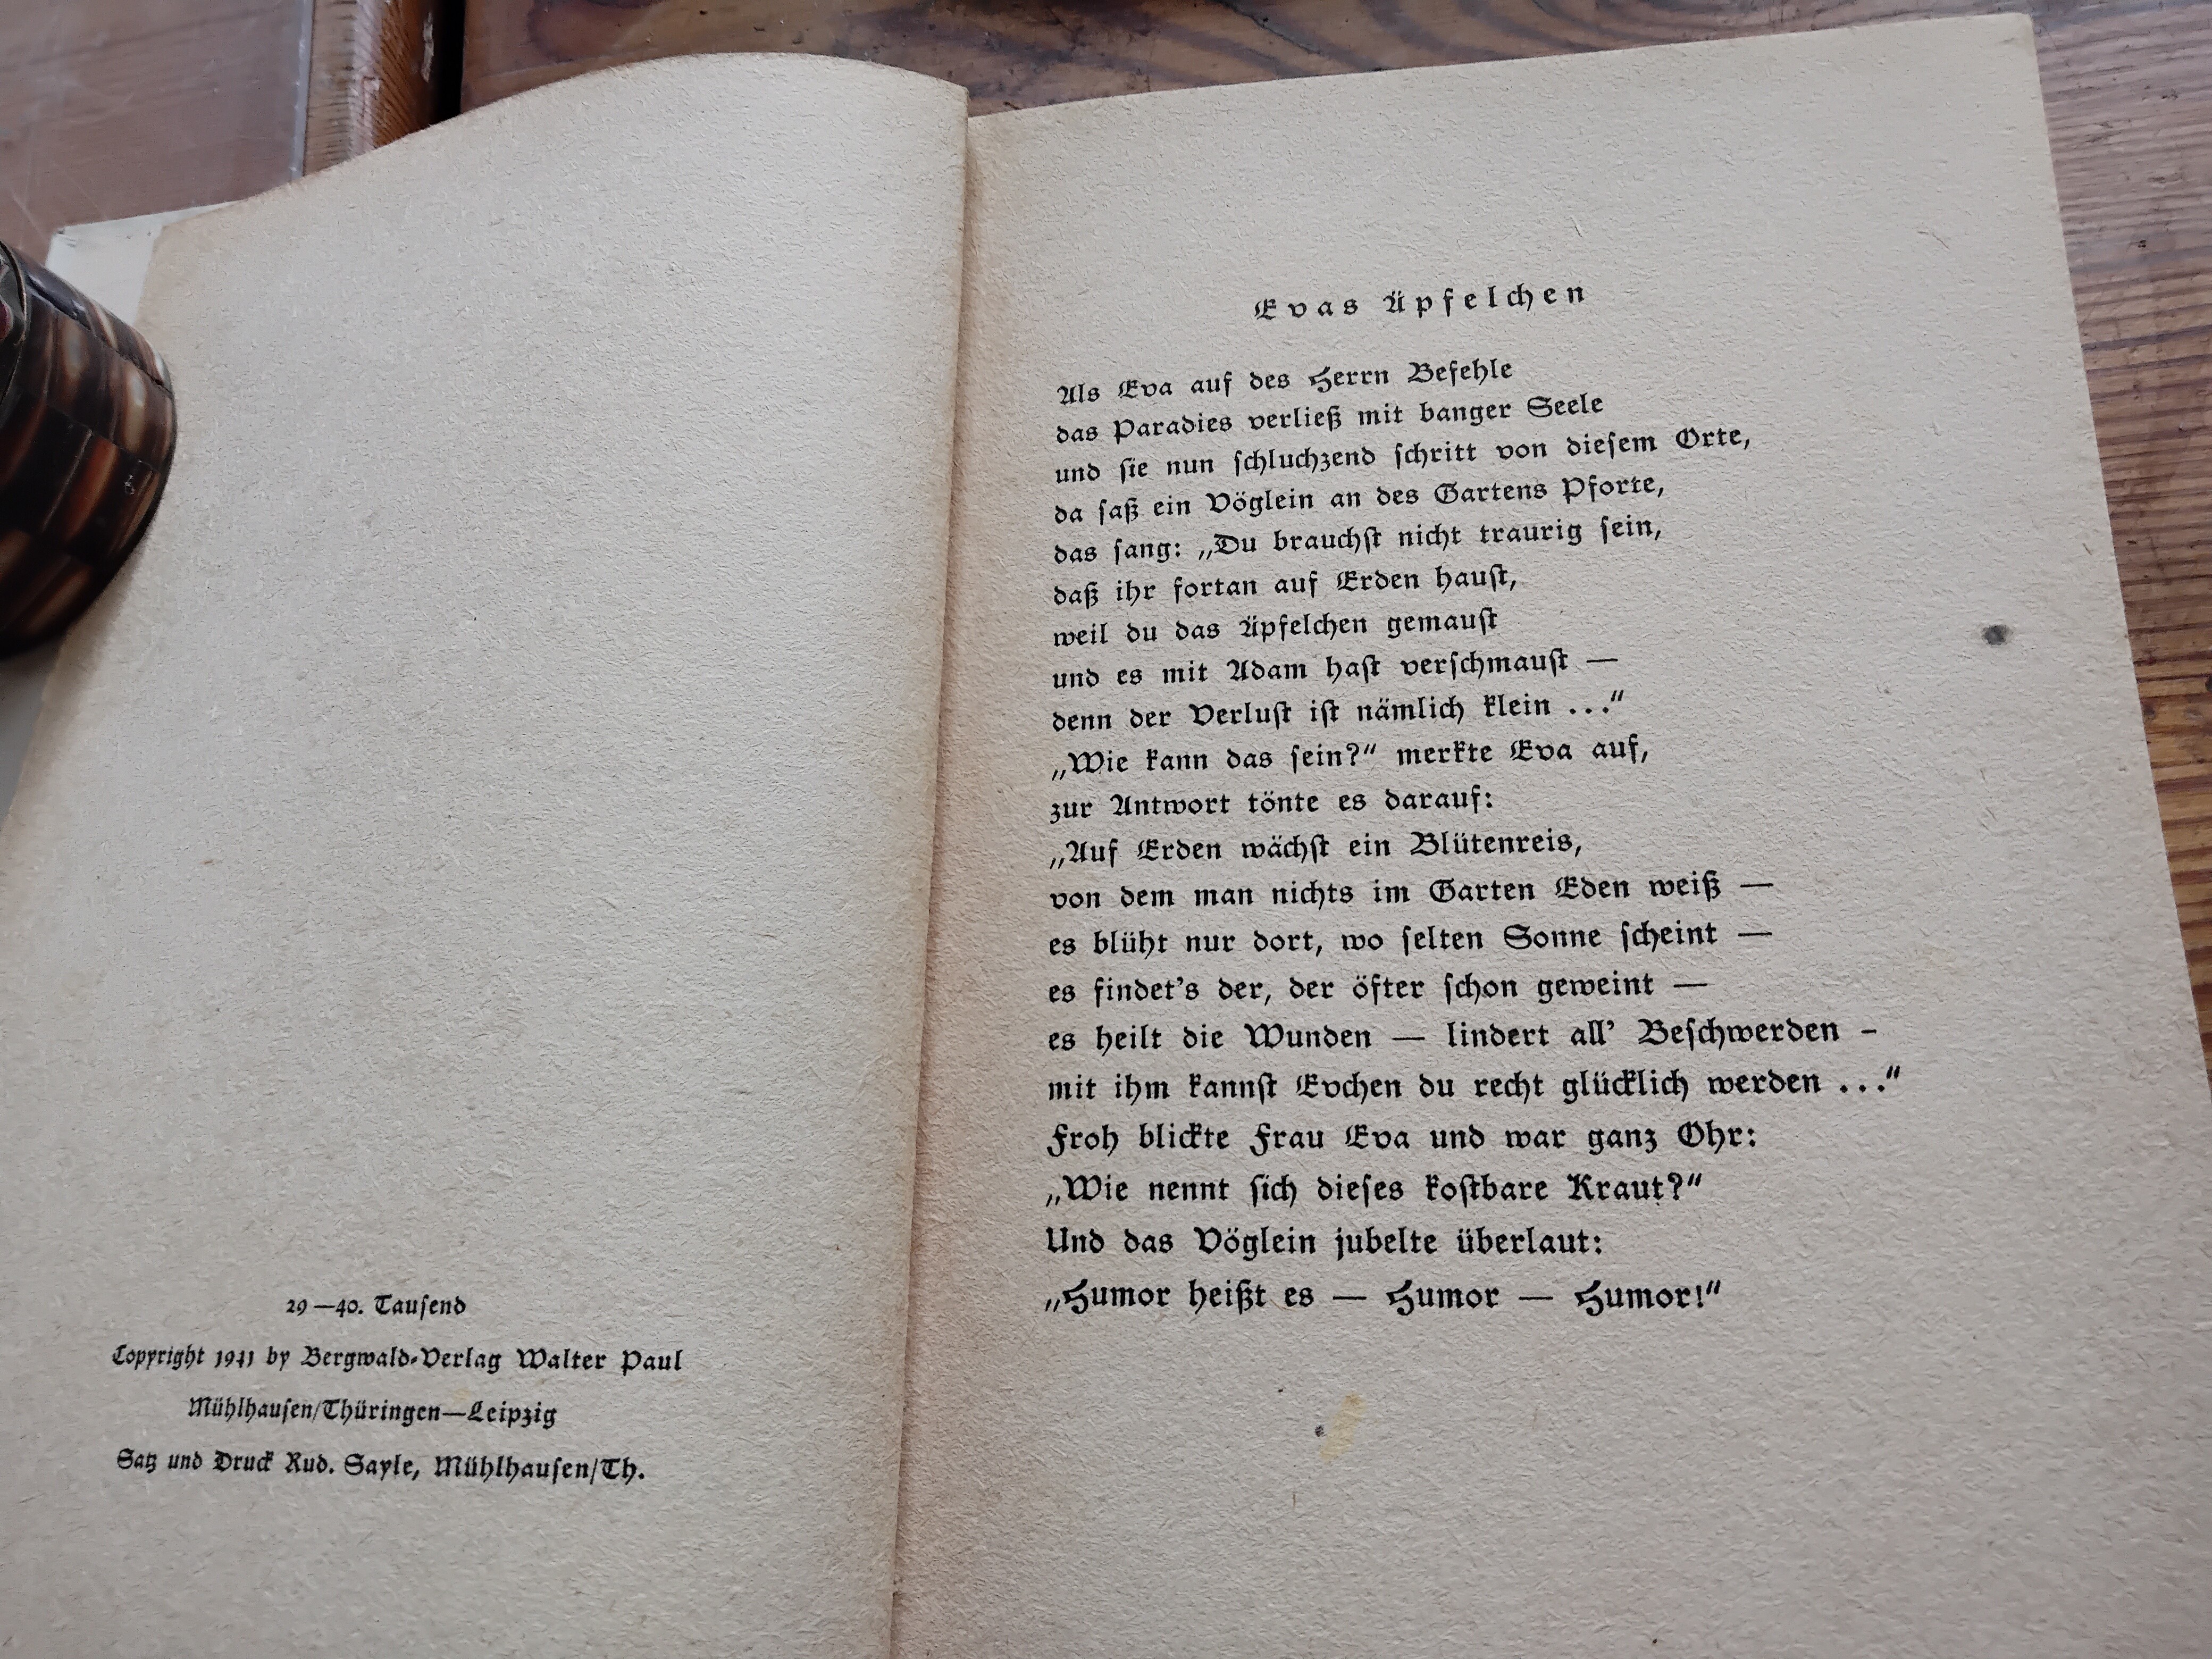 29—40. Tausend
Copyright 1941 by Bergwald-Verlag Walter Paul
Mühlhausen/Thüringen—Leipzig
Satz und Druck Rud. Sayle, Mühlhausen/Th.
Evas Äpfelchen
Als Eva auf des Herrn Befehle
das Paradies verließ mit banger Seele
und sie nun schluchzend schritt von diesem Orte,
da saß ein Vöglein an des Gartens Pforte,
das sang: „Du brauchst nicht traurig sein,
daß ihr fortan auf Erden haust,
weil du das Äpfelchen gemaust
und es mit Adam hast verschmaust —
denn der Verlust ist nämlich klein ...“
„Wie kann das sein?“ merkte Eva auf,
zur Antwort tönte es darauf:
„Auf Erden wächst ein Blütenreis,
von dem man nichts im Garten Eden weiß —
es blüht nur dort, wo selten Sonne scheint —
es findet's der, der öfter schon geweint —
es heilt die Wunden — lindert all' Beschwerden –
mit ihm kannst Evchen du recht glücklich werden ...“
Froh blickte Frau Eva und war ganz Ohr:
„Wie nennt sich dieses kostbare Kraut?“
Und das Vöglein jubelte überlaut:
„Humor heißt es — Humor — Humor!“